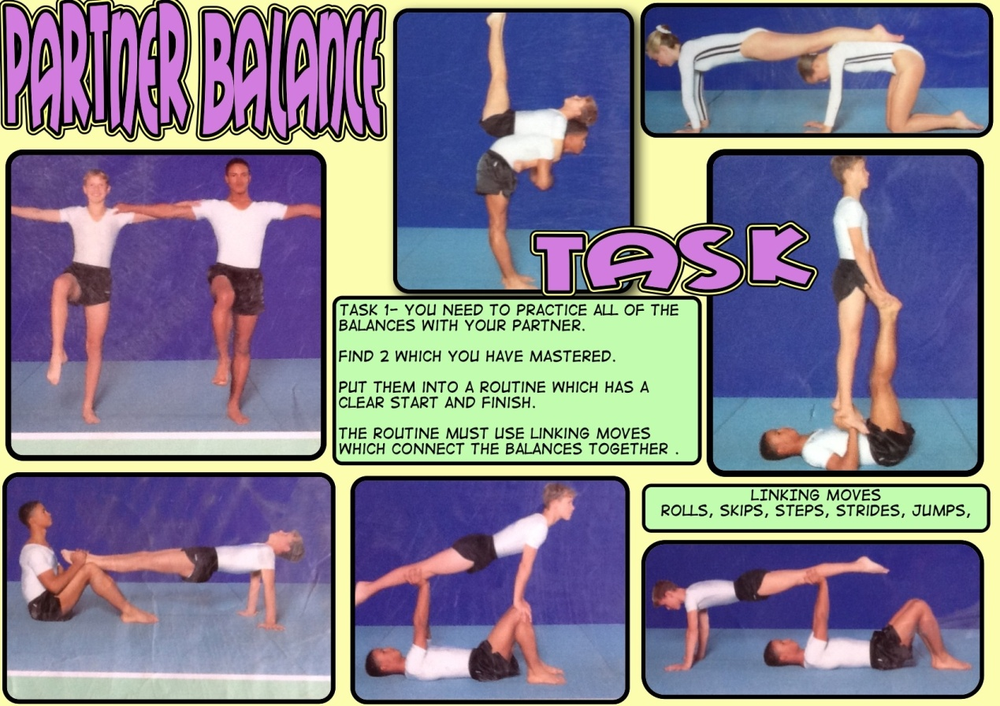 PARTNER BALANCE
TASK
TASK 1- YOU NEED TO PRACTICE ALL OF THE
BALANCES WITH YOUR PARTNER.
FIND 2 WHICH YOU HAVE MASTERED.
PUT THEM INTO A ROUTINE WHICH HAS A
CLEAR START AND FINISH.
THE ROUTINE MUST USE LINKING MOVES
WHICH CONNECT THE BALANCES TOGETHER .
LINKING MOVES
ROLLS, SKIPS, STEPS, STRIDES, JUMPS,